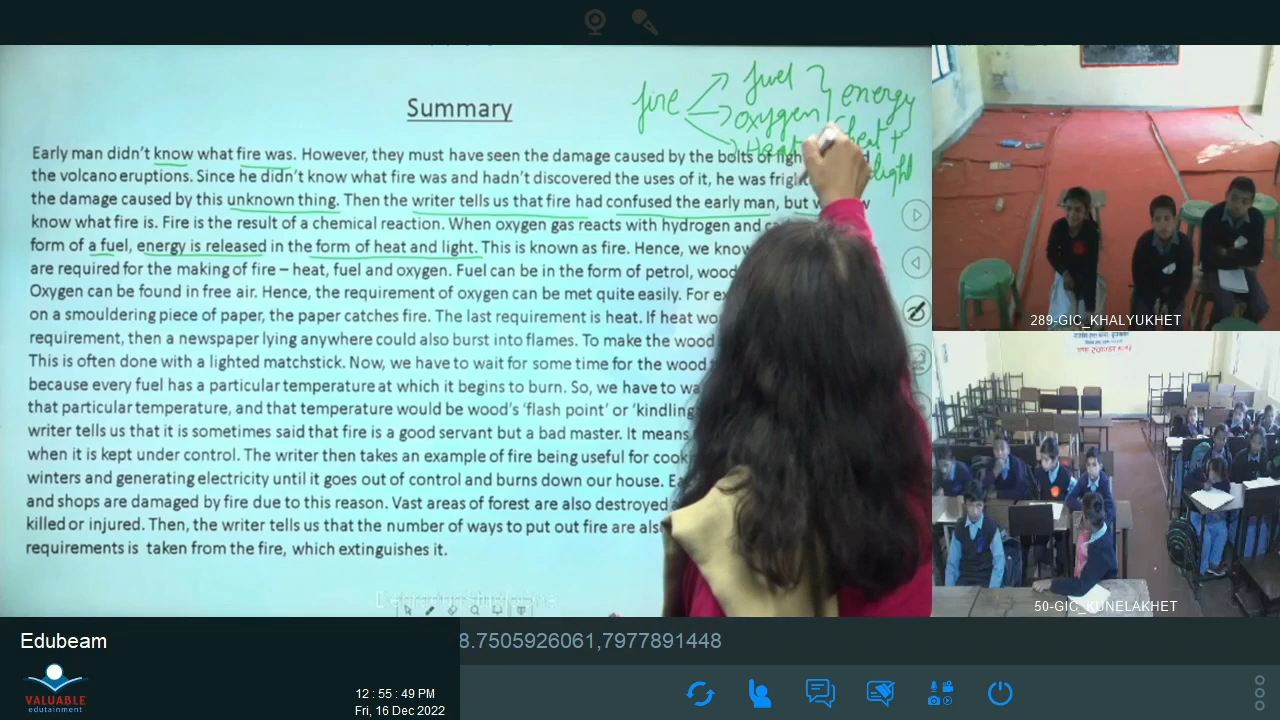 Summary
fire
fuel
oxygen
Heat
energy
heat +
light
Early man didn't know what fire was. However, they must have seen the damage caused by the bolts of
the volcano eruptions. Since he didn't know what fire was and hadn't discovered the uses of it, he was
the damage caused by this unknown thing. Then the writer tells us that fire had confused the early man, but
know what fire is. Fire is the result of a chemical reaction. When oxygen gas reacts with hydrogen and
form of a fuel, energy is released in the form of heat and light. This is known as fire. Hence, we know
are required for the making of fire – heat, fuel and oxygen. Fuel can be in the form of petrol, wood
Oxygen can be found in free air. Hence, the requirement of oxygen can be met quite easily. For
on a smouldering piece of paper, the paper catches fire. The last requirement is heat. If heat
requirement, then a newspaper lying anywhere could also burst into flames. To make the wood
This is often done with a lighted matchstick. Now, we have to wait for some time for the wood
because every fuel has a particular temperature at which it begins to burn. So, we have to
that particular temperature, and that temperature would be wood's 'flash point' or 'kindling
writer tells us that it is sometimes said that fire is a good servant but a bad master. It means
when it is kept under control. The writer then takes an example of fire being useful for
winters and generating electricity until it goes out of control and burns down our house.
and shops are damaged by fire due to this reason. Vast areas of forest are also destroyed
killed or injured. Then, the writer tells us that the number of ways to put out fire are
requirements is taken from the fire, which extinguishes it.
289-GIC_KHALYUKHET
50-GIC_KUNELAKHET
Edubeam
8.7505926061,7977891448
VALUABLE
edutainment
12 : 55 : 49 PM
Fri, 16 Dec 2022